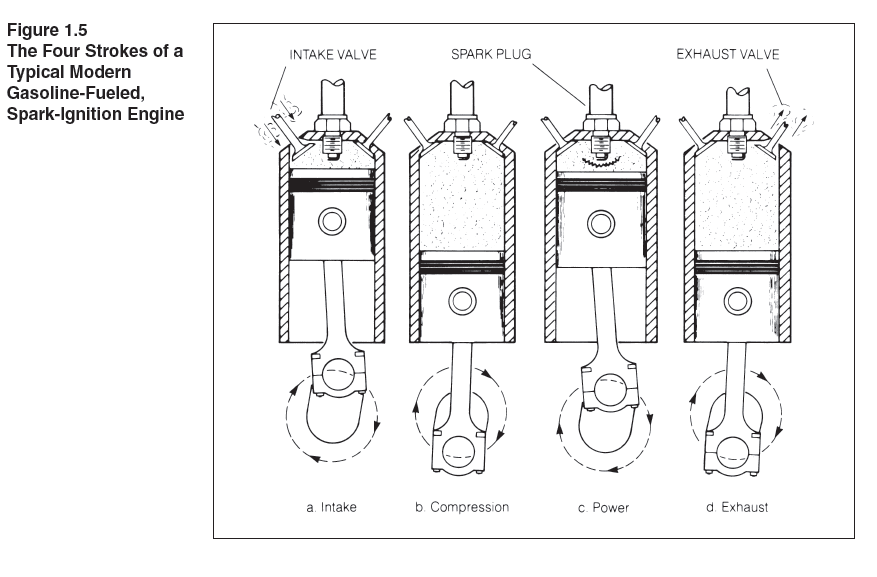 Figure 1.5
The Four Strokes of a
Typical Modern
Gasoline-Fueled,
Spark-Ignition Engine
INTAKE VALVE
SPARK PLUG
EXHAUST VALVE
a. Intake
b. Compression
c. Power
d. Exhaust